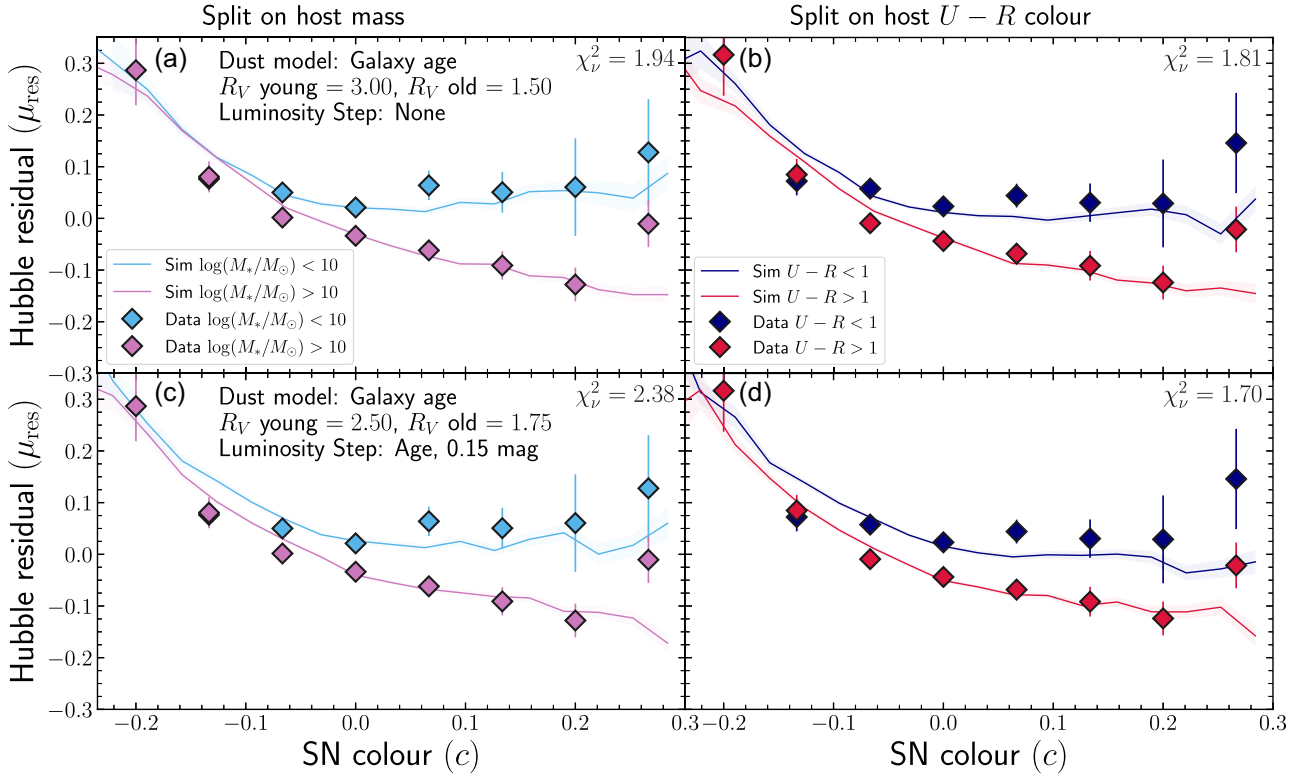 Split on host mass
Split on host U − R colour
(a)
Dust model: Galaxy age
R_V young = 3.00, R_V old = 1.50
Luminosity Step: None
χ²_ν = 1.94
(b)
χ²_ν = 1.81
Hubble residual (μ_res)
0.3
0.2
0.1
0.0
−0.1
−0.2
−0.3
Sim log(M_*/M_⊙) < 10
Sim log(M_*/M_⊙) > 10
Data log(M_*/M_⊙) < 10
Data log(M_*/M_⊙) > 10
Sim U − R < 1
Sim U − R > 1
Data U − R < 1
Data U − R > 1
(c)
Dust model: Galaxy age
R_V young = 2.50, R_V old = 1.75
Luminosity Step: Age, 0.15 mag
χ²_ν = 2.38
(d)
χ²_ν = 1.70
Hubble residual (μ_res)
0.3
0.2
0.1
0.0
−0.1
−0.2
−0.3
−0.2 −0.1 0.0 0.1 0.2 0.3
−0.2 −0.1 0.0 0.1 0.2 0.3
SN colour (c)
SN colour (c)